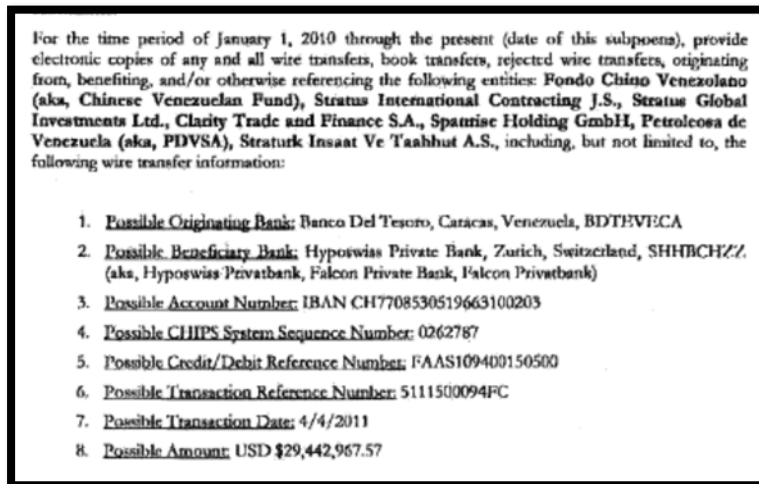 For the time period of January 1, 2010 through the present (date of this subpoena), provide
electronic copies of any and all wire transfers, book transfers, rejected wire transfers, originating
from, benefiting, and/or otherwise referencing the following entities: Fondo Chino Venezolano
(aka, Chinese Venezuelan Fund), Stratus International Contracting J.S., Stratus Global
Investments Ltd., Clarity Trade and Finance S.A., Spantise Holding GmbH, Petroleosa de
Venezuela (aka, PDVSA), Straturk Insaat Ve Taahhut A.S., including, but not limited to, the
following wire transfer information:
1. Possible Originating Bank: Banco Del Tesoro, Caracas, Venezuela, BDTEVECA
2. Possible Beneficiary Bank: Hyposwiss Private Bank, Zurich, Switzerland, SHHBCHZZ
(aka, Hyposwiss Privatbank, Falcon Private Bank, Falcon Privatbank)
3. Possible Account Number: IBAN CH7708530519663100203
4. Possible CHIPS System Sequence Number: 0262787
5. Possible Credit/Debit Reference Number: FAAS109400150500
6. Possible Transaction Reference Number: 5111500094FC
7. Possible Transaction Date: 4/4/2011
8. Possible Amount: USD $29,442,967.57